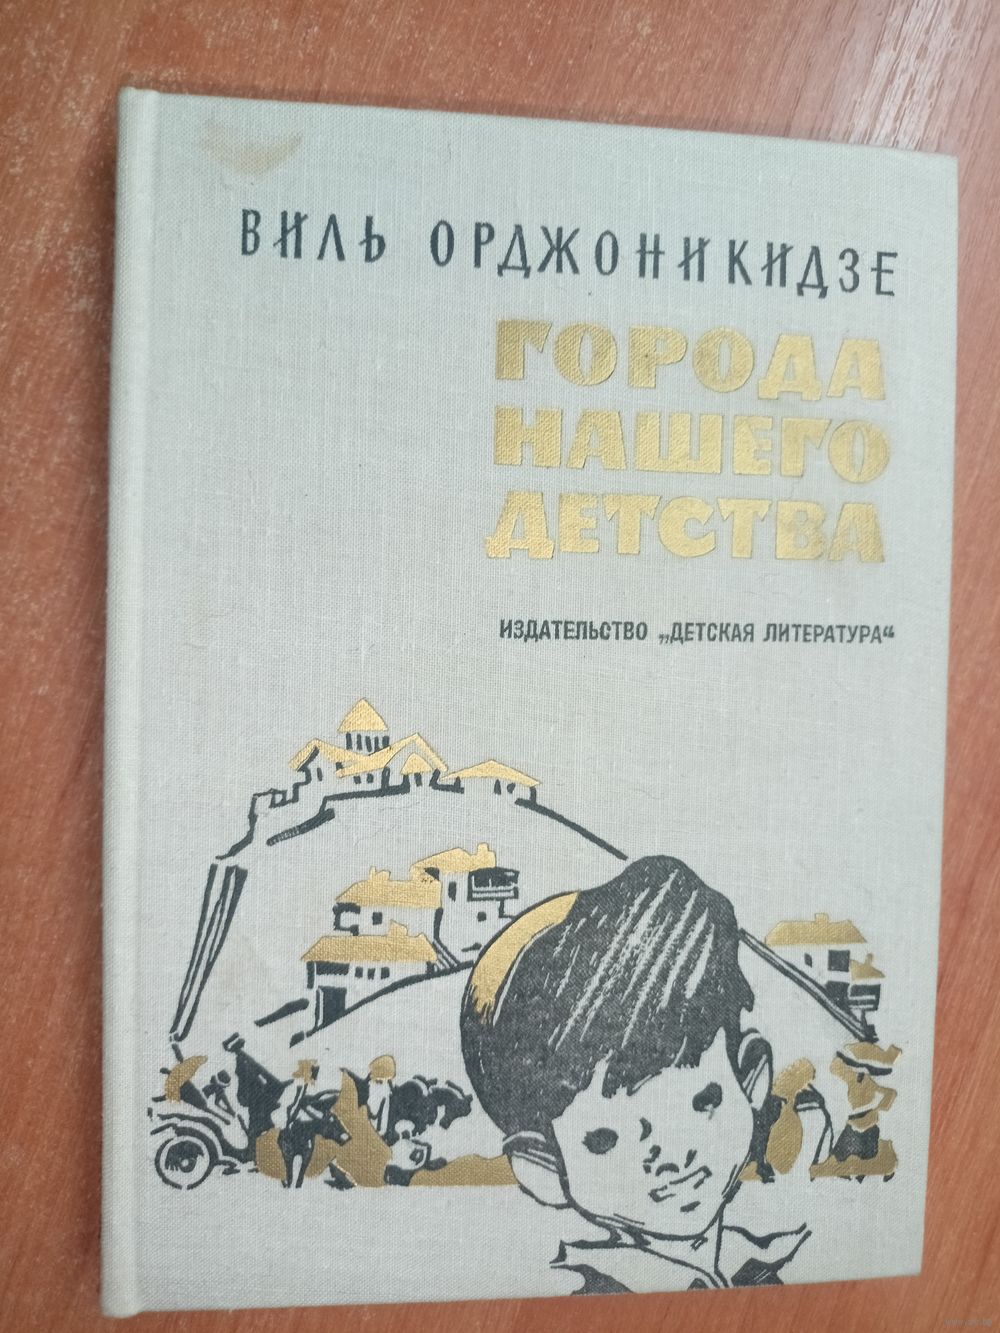 ВИЛЬ ОРДЖОНИКИДЗЕ
ГОРОДА
НАШЕГО
ДЕТСТВА
ИЗДАТЕЛЬСТВО „ДЕТСКАЯ ЛИТЕРАТУРА“